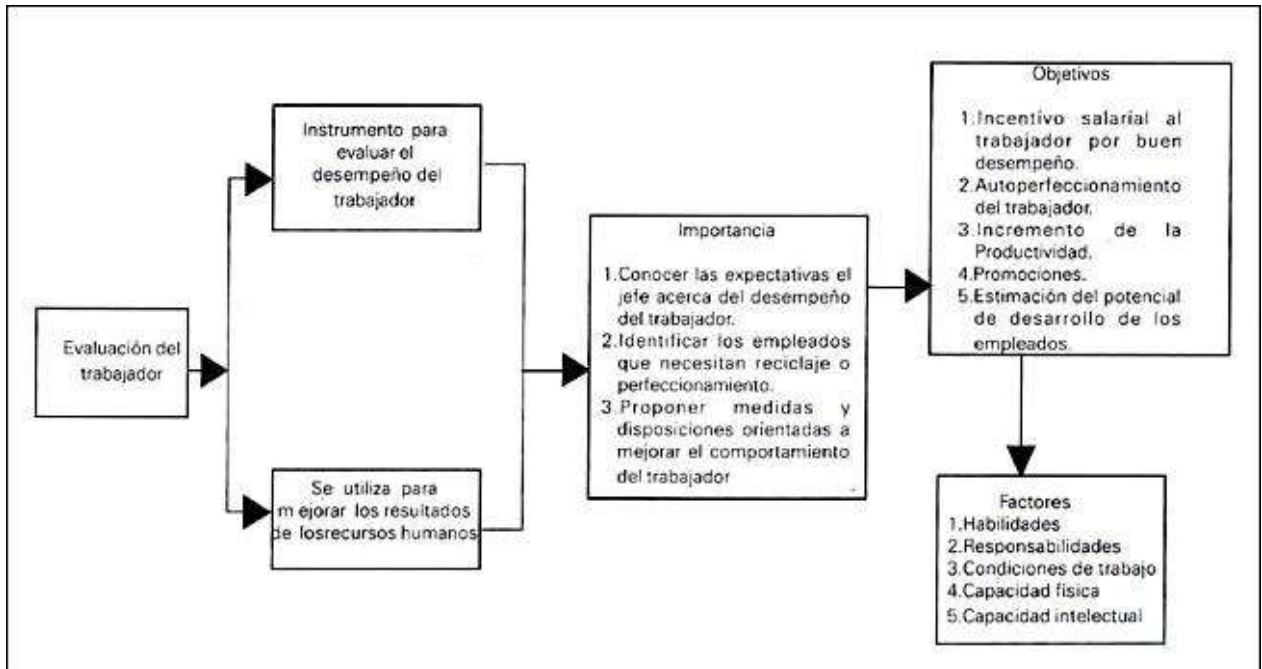 Evaluación del
trabajador
Instrumento para
evaluar el
desempeño del
trabajador
Se utiliza para
m ejorar los resultados
de losrecursos humanos
Importancia
1.Conocer las expectativas el
jefe acerca del desempeño
del trabajador.
2.Identificar los empleados
que necesitan reciclaje o
perfeccionamiento.
3.Proponer medidas y
disposiciones orientadas a
mejorar el comportamiento
del trabajador
Objetivos
1.Incentivo salarial al
trabajador por buen
desempeño.
2.Autoperfeccionamiento
del trabajador.
3.Incremento de la
Productividad.
4.Promociones.
5.Estimación del potencial
de desarrollo de los
empleados.
Factores
1.Habilidades
2.Responsabilidades
3.Condiciones de trabajo
4.Capacidad física
5.Capacidad intelectual